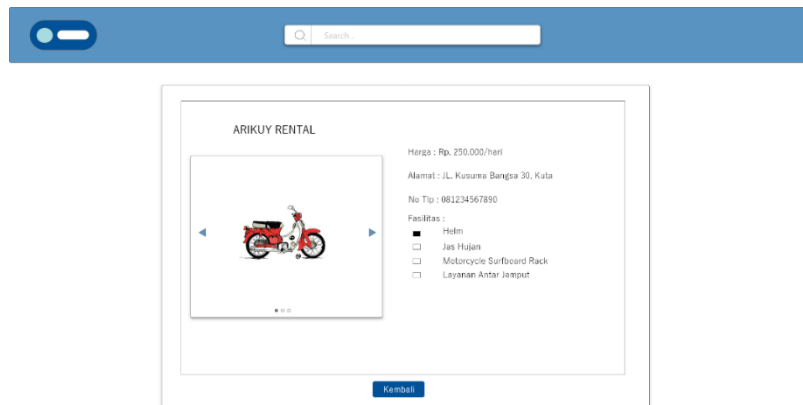 Search..
ARIKUY RENTAL
Harga : Rp. 250.000/hari
Alamat : JL. Kusuma Bangsa 30, Kuta
No Tlp : 081234567890
Fasilitas :
Helm
Jas Hujan
Motorcycle Surfboard Rack
Layanan Antar Jemput
Kembali